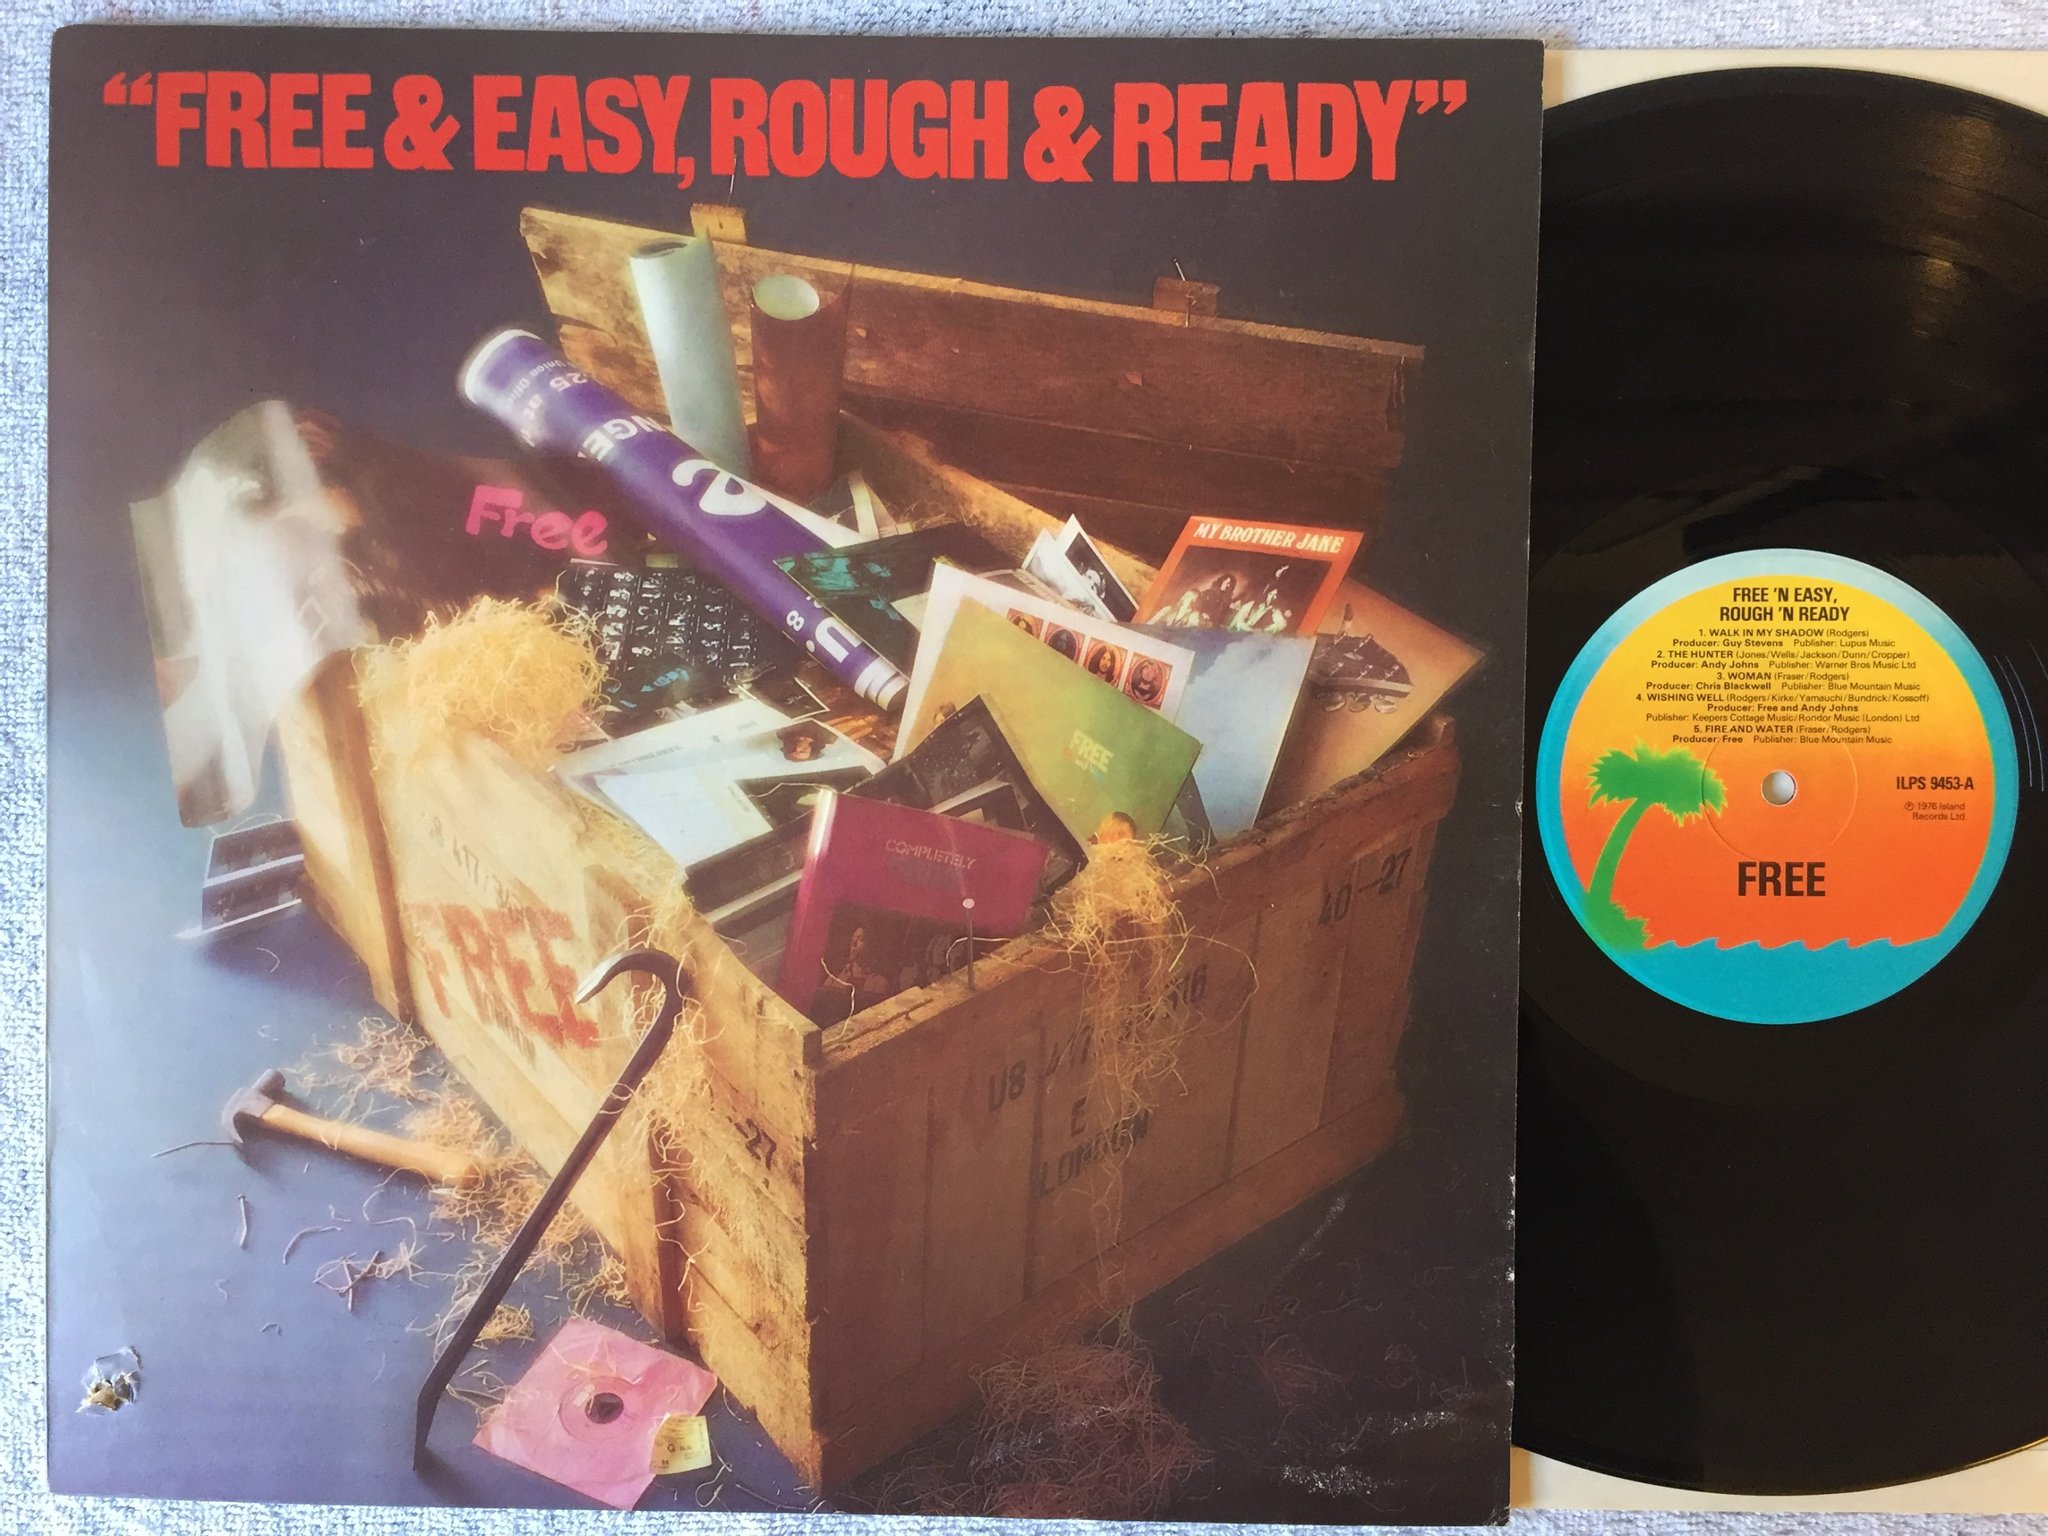 “FREE & EASY, ROUGH & READY”
Free
MY BROTHER JAKE
FREE
COMPLETELY
FREE
40-27
U8
E
LONDON
-27
FREE 'N EASY,
ROUGH 'N READY
1. WALK IN MY SHADOW (Rodgers)
Producer: Guy Stevens Publisher: Lupus Music
2. THE HUNTER (Jones/Wells/Jackson/Dunn/Cropper)
Producer: Andy Johns Publisher: Warner Bros Music Ltd
3. WOMAN (Fraser/Rodgers)
Producer: Chris Blackwell Publisher: Blue Mountain Music
4. WISHING WELL (Rodgers/Kirke/Yamauchi/Bundrick/Kossoff)
Producer: Free and Andy Johns
Publisher: Keepers Cottage Music/Rondor Music (London) Ltd
5. FIRE AND WATER (Fraser/Rodgers)
Producer: Free Publisher: Blue Mountain Music
ILPS 9453-A
℗ 1976 Island
Records Ltd
FREE